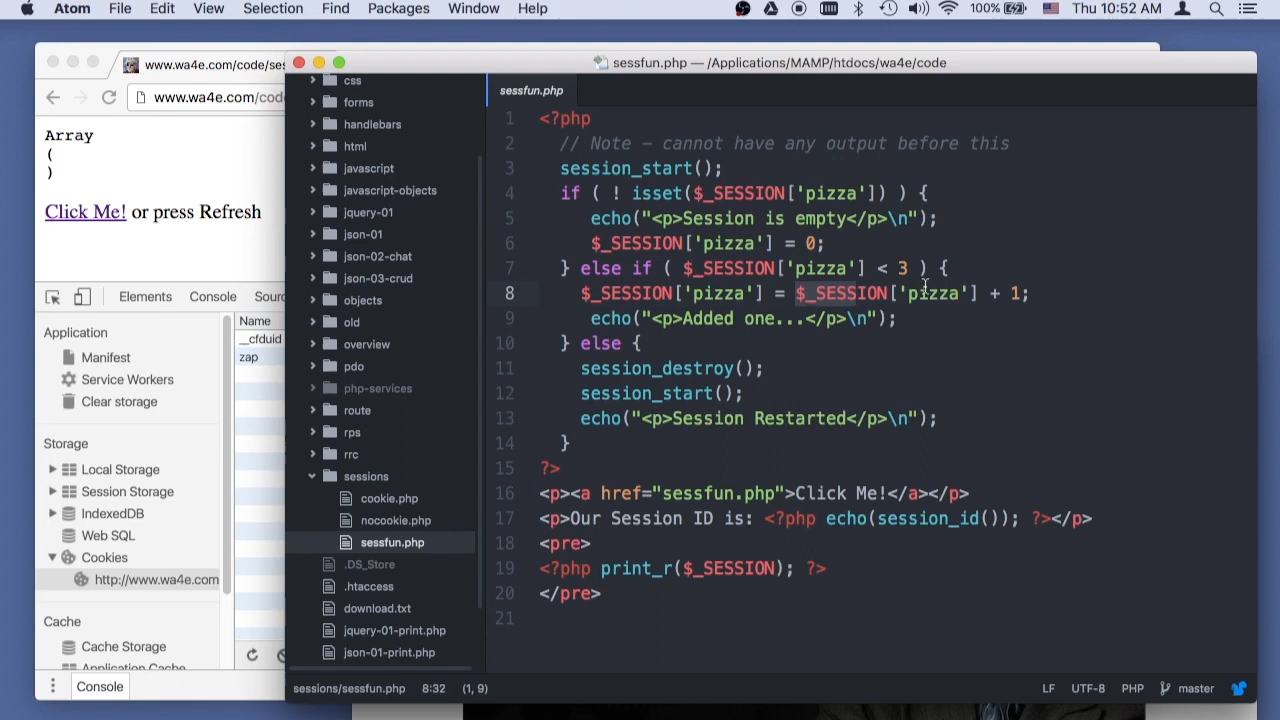 Atom File Edit View Selection Find Packages Window Help 100% Thu 10:52 AM
www.wa4e.com/code/ses
www.wa4e.com/code
Array
(
)
Click Me! or press Refresh
Elements Console Sour
Application
Manifest
Service Workers
Clear storage
Storage
Local Storage
Session Storage
IndexedDB
Web SQL
Cookies
http://www.wa4e.com
Cache
Cache Storage
Application Cache
Name
__cfduid
zap
Console
sessfun.php — /Applications/MAMP/htdocs/wa4e/code
css
forms
handlebars
html
javascript
javascript-objects
jquery-01
json-01
json-02-chat
json-03-crud
objects
old
overview
pdo
php-services
route
rps
rrc
sessions
cookie.php
nocookie.php
sessfun.php
.DS_Store
.htaccess
download.txt
jquery-01-print.php
json-01-print.php
sessfun.php
1 <?php
2 // Note – cannot have any output before this
3 session_start();
4 if ( ! isset($_SESSION['pizza']) ) {
5 echo("<p>Session is empty</p>\n");
6 $_SESSION['pizza'] = 0;
7 } else if ( $_SESSION['pizza'] < 3 ) {
8 $_SESSION['pizza'] = $_SESSION['pizza'] + 1;
9 echo("<p>Added one...</p>\n");
10 } else {
11 session_destroy();
12 session_start();
13 echo("<p>Session Restarted</p>\n");
14 }
15 ?>
16 <p><a href="sessfun.php">Click Me!</a></p>
17 <p>Our Session ID is: <?php echo(session_id()); ?></p>
18 <pre>
19 <?php print_r($_SESSION); ?>
20 </pre>
21
sessions/sessfun.php 8:32 (1, 9) LF UTF-8 PHP master